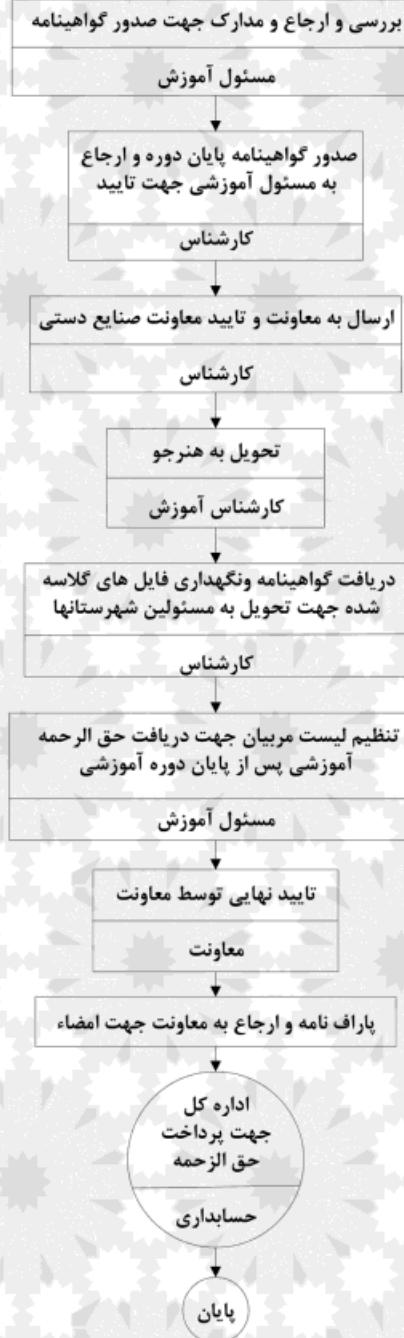 بررسی و ارجاع و مدارک جهت صدور گواهینامه
مسئول آموزش
صدور گواهینامه پایان دوره و ارجاع
به مسئول آموزشی جهت تایید
کارشناس
ارسال به معاونت و تایید معاونت صنایع دستی
کارشناس
تحویل به هنرجو
کارشناس آموزش
دریافت گواهینامه ونگهداری فایل های گلاسه
شده جهت تحویل به مسئولین شهرستانها
کارشناس
تنظیم لیست مربیان جهت دریافت حق الرحمه
آموزشی پس از پایان دوره آموزشی
مسئول آموزش
تایید نهایی توسط معاونت
معاونت
پاراف نامه و ارجاع به معاونت جهت امضاء
اداره کل
جهت پرداخت
حق الزحمه
حسابداری
پایان